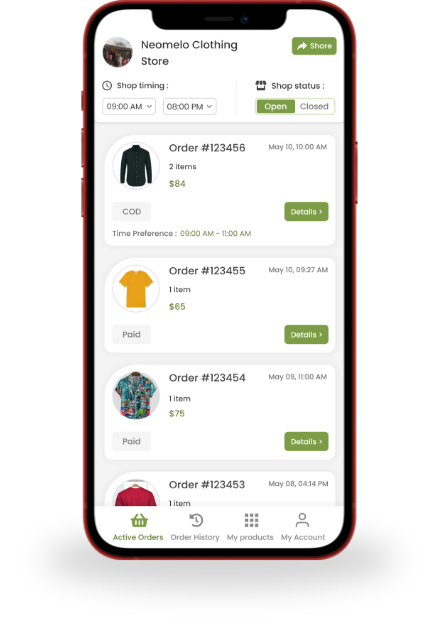 Neomelo Clothing
Store
Share
Shop timing :
Shop status :
09:00 AM
08:00 PM
Open
Closed
Order #123456
May 10, 10:00 AM
2 items
$84
COD
Details >
Time Preference : 09:00 AM - 11:00 AM
Order #123455
May 10, 09:27 AM
1 item
$65
Paid
Details >
Order #123454
May 09, 11:00 AM
1 item
$75
Paid
Details >
Order #123453
May 08, 04:14 PM
1 item
Active Orders
Order History
My products
My Account